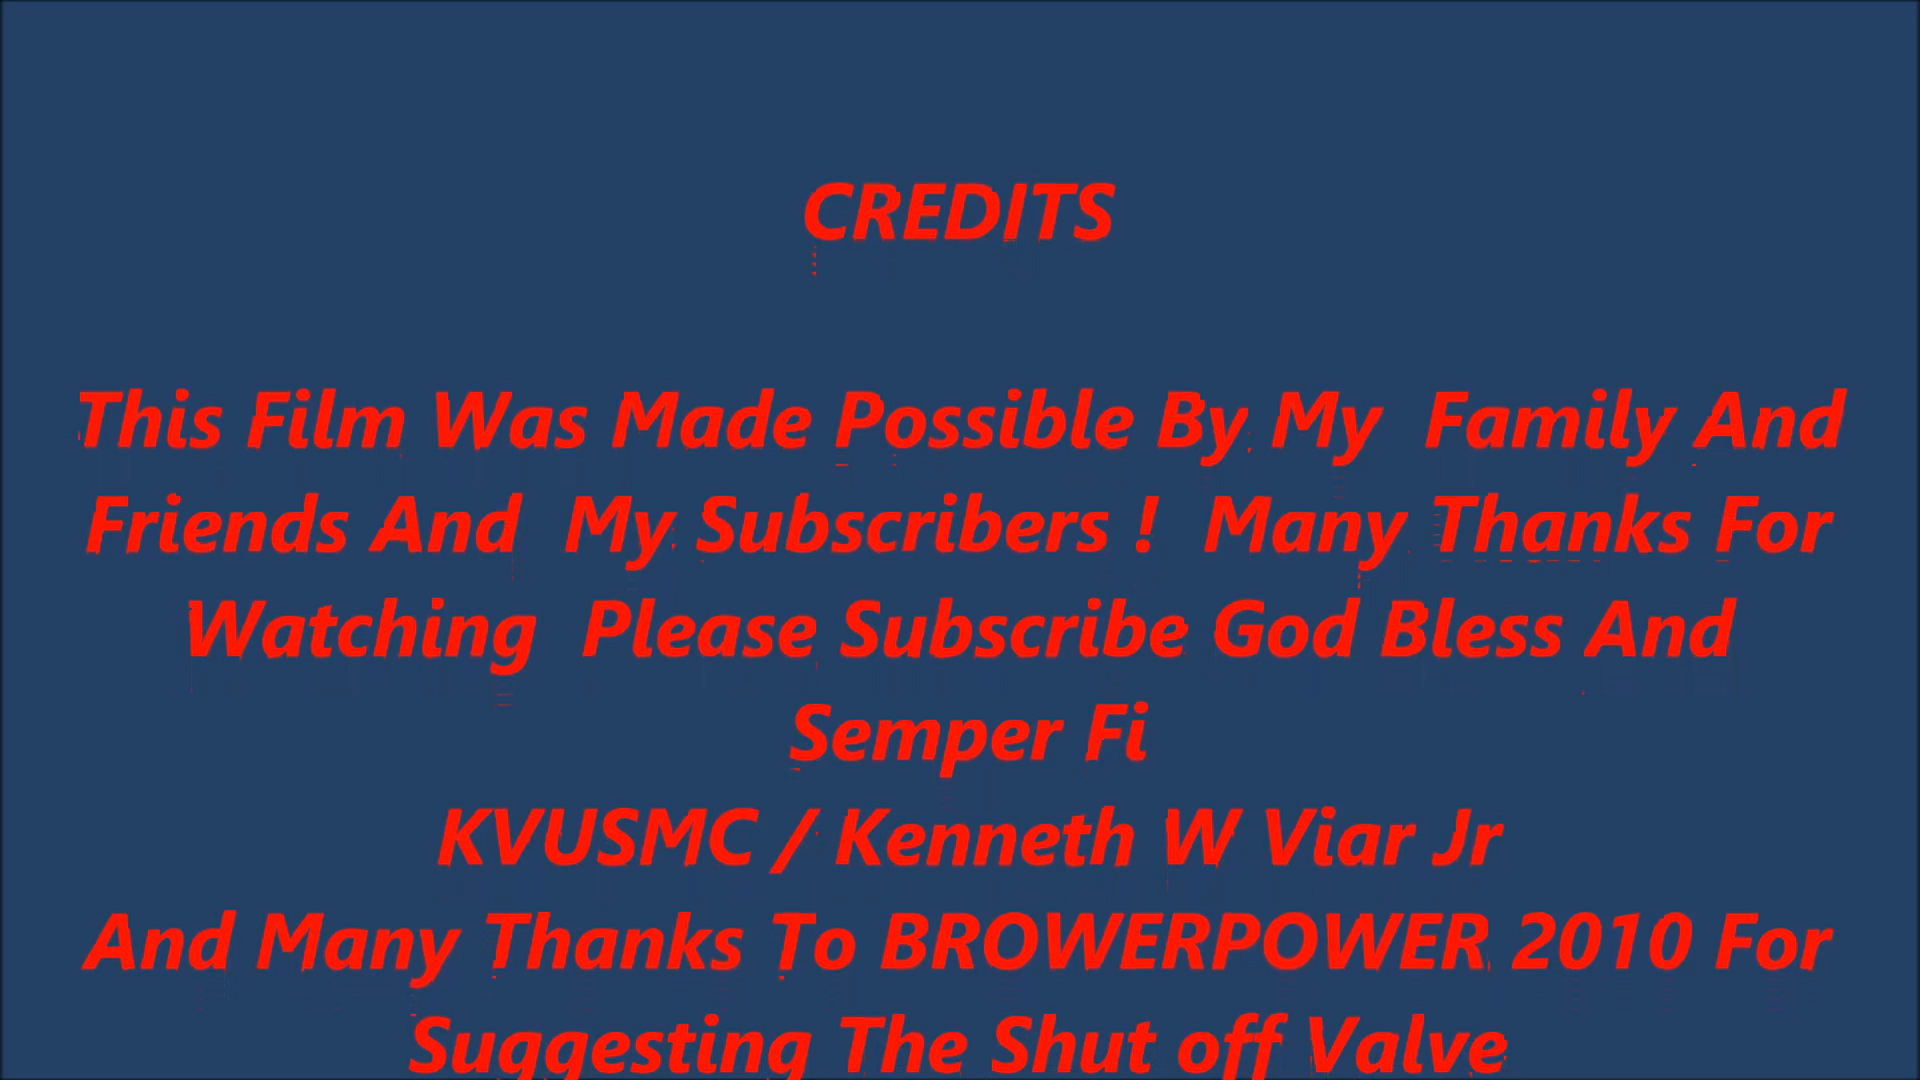 CREDITS
This Film Was Made Possible By My  Family And
Friends And  My Subscribers !  Many Thanks For
Watching  Please Subscribe God Bless And
Semper Fi
KVUSMC / Kenneth W Viar Jr
And Many Thanks To BROWERPOWER 2010 For
Suggesting The Shut off Valve